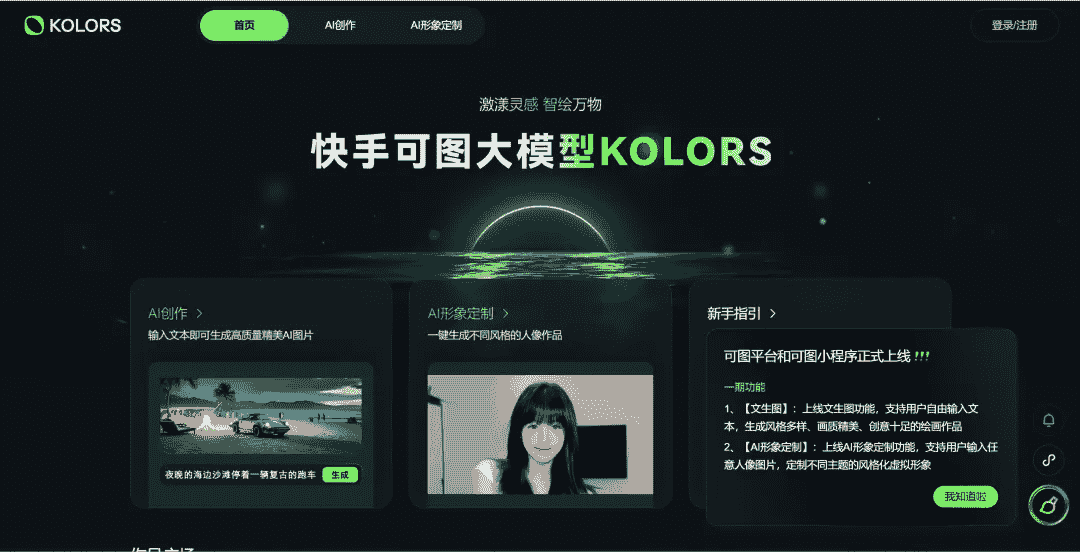 KOLORS
首页
AI创作
AI形象定制
登录/注册
激漾灵感 智绘万物
快手可图大模型KOLORS
AI创作 >
输入文本即可生成高质量精美AI图片
夜晚的海边沙滩停着一辆复古的跑车
生成
AI形象定制 >
一键生成不同风格的人像作品
新手指引 >
可图平台和可图小程序正式上线 !!!
一期功能
1、【文生图】：上线文生图功能，支持用户自由输入文
本，生成风格多样、画质精美、创意十足的绘画作品
2、【AI形象定制】：上线AI形象定制功能，支持用户输入任
意人像图片，定制不同主题的风格化虚拟形象
我知道啦